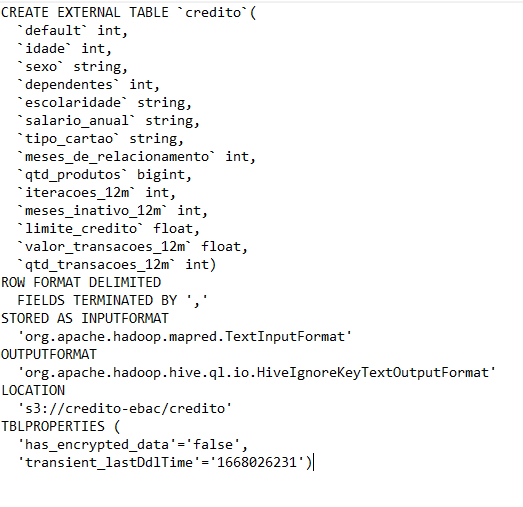 CREATE EXTERNAL TABLE `credito`(
  `default` int,
  `idade` int,
  `sexo` string,
  `dependentes` int,
  `escolaridade` string,
  `salario_anual` string,
  `tipo_cartao` string,
  `meses_de_relacionamento` int,
  `qtd_produtos` bigint,
  `iteracoes_12m` int,
  `meses_inativo_12m` int,
  `limite_credito` float,
  `valor_transacoes_12m` float,
  `qtd_transacoes_12m` int)
ROW FORMAT DELIMITED
  FIELDS TERMINATED BY ','
STORED AS INPUTFORMAT
  'org.apache.hadoop.mapred.TextInputFormat'
OUTPUTFORMAT
  'org.apache.hadoop.hive.ql.io.HiveIgnoreKeyTextOutputFormat'
LOCATION
  's3://credito-ebac/credito'
TBLPROPERTIES (
  'has_encrypted_data'='false',
  'transient_lastDdlTime'='1668026231')